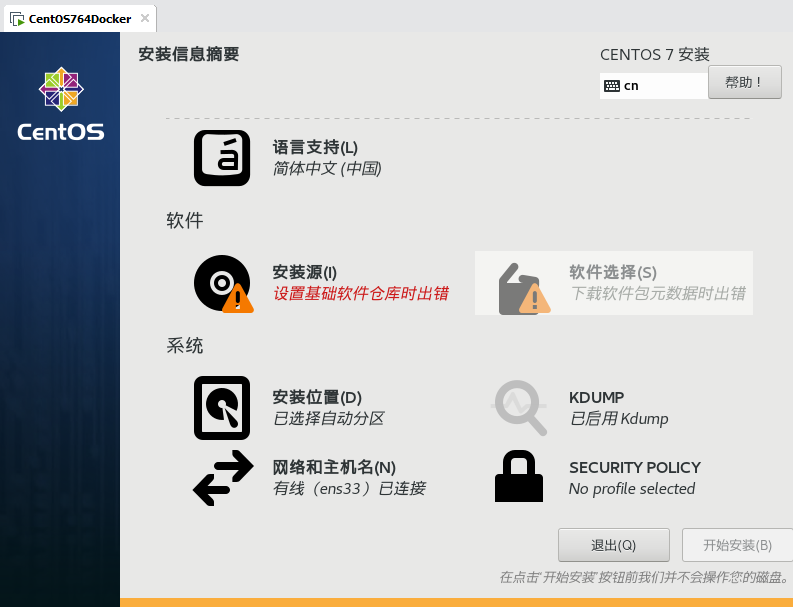 CentOS764Docker
安装信息摘要
CENTOS 7 安装
cn
帮助！
CentOS
语言支持(L)
简体中文 (中国)
软件
安装源(I)
设置基础软件仓库时出错
软件选择(S)
下载软件包元数据时出错
系统
安装位置(D)
已选择自动分区
KDUMP
已启用 Kdump
网络和主机名(N)
有线（ens33）已连接
SECURITY POLICY
No profile selected
退出(Q)
开始安装(B)
在点击'开始安装'按钮前我们并不会操作您的磁盘。